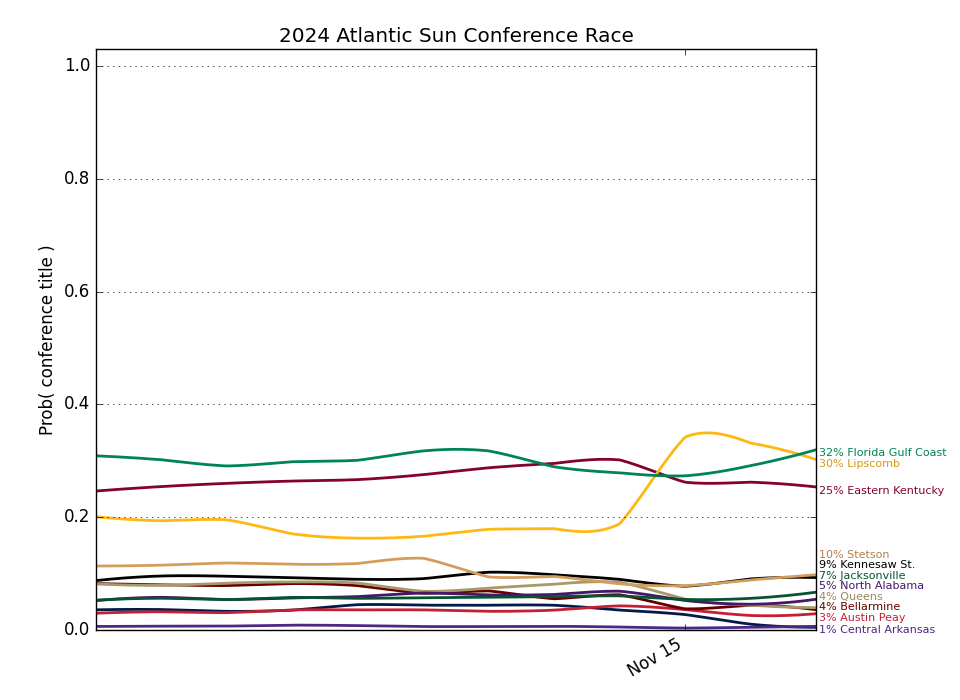 2024 Atlantic Sun Conference Race
Prob( conference title )
1.0
0.8
0.6
0.4
0.2
0.0
Nov 15
32% Florida Gulf Coast
30% Lipscomb
25% Eastern Kentucky
10% Stetson
9% Kennesaw St.
7% Jacksonville
5% North Alabama
4% Queens
4% Bellarmine
3% Austin Peay
1% Central Arkansas